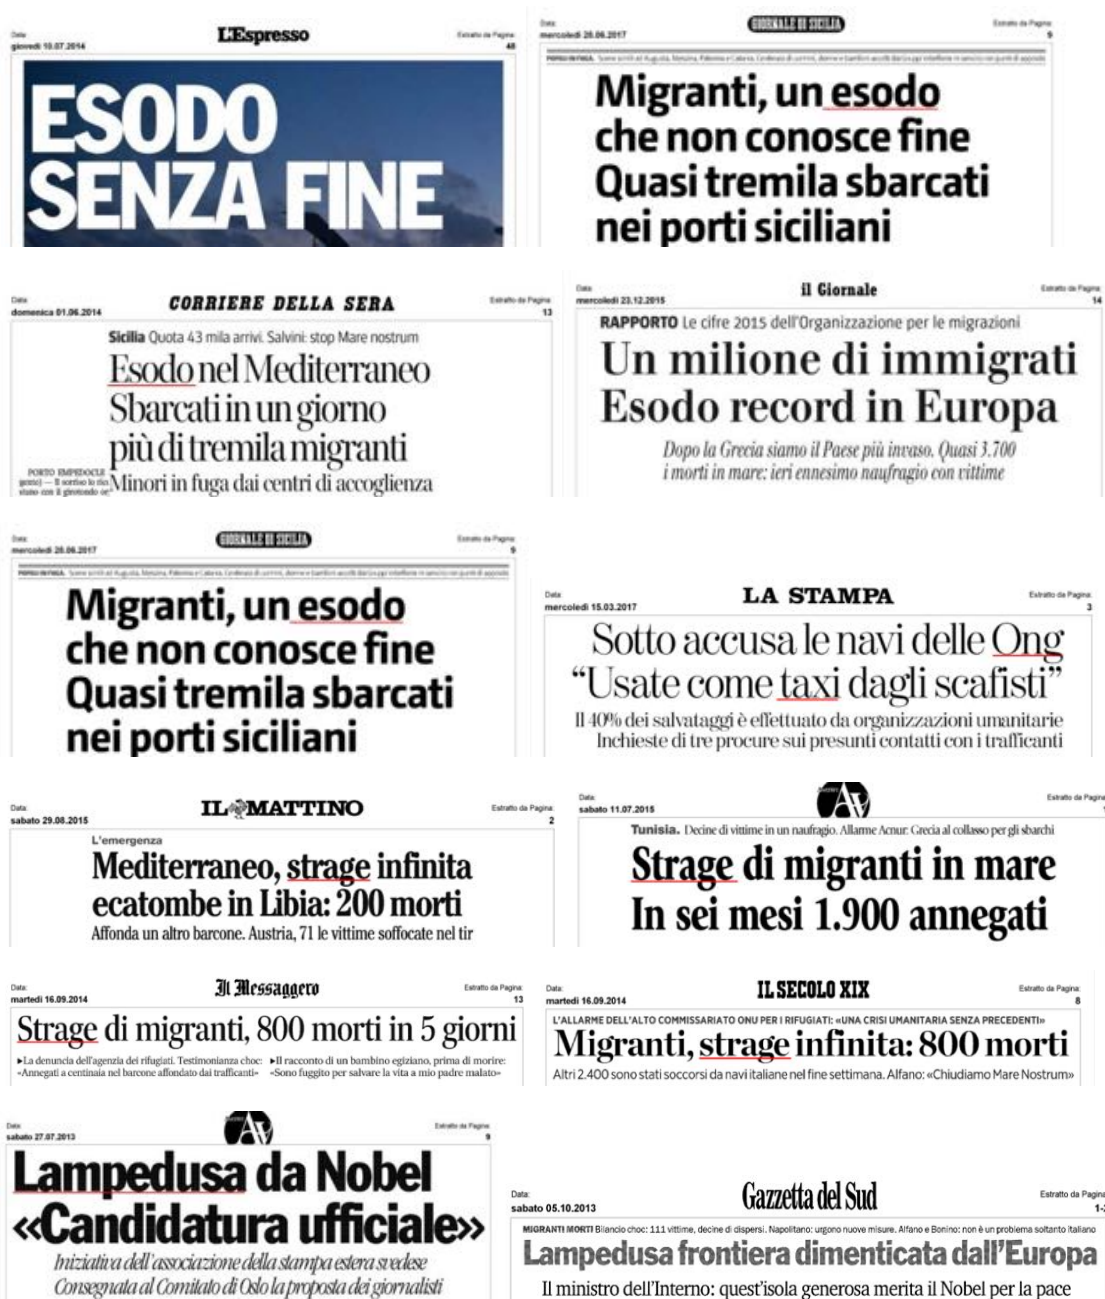 Data:
giovedì 10.07.2014
L'Espresso
Estratto da Pagina:
48
ESODO
SENZA FINE
Data:
mercoledì 28.06.2017
GIORNALE DI SICILIA
Estratto da Pagina:
9
Migranti, un esodo
che non conosce fine
Quasi tremila sbarcati
nei porti siciliani
Data:
domenica 01.06.2014
CORRIERE DELLA SERA
Estratto da Pagina:
13
Sicilia Quota 43 mila arrivi. Salvini: stop Mare nostrum
Esodo nel Mediterraneo
Sbarcati in un giorno
più di tremila migranti
Minori in fuga dai centri di accoglienza
PORTO EMPEDOCLE
Data:
mercoledì 23.12.2015
il Giornale
Estratto da Pagina:
14
RAPPORTO Le cifre 2015 dell'Organizzazione per le migrazioni
Un milione di immigrati
Esodo record in Europa
Dopo la Grecia siamo il Paese più invaso. Quasi 3.700
i morti in mare: ieri ennesimo naufragio con vittime
Data:
mercoledì 28.06.2017
GIORNALE DI SICILIA
Estratto da Pagina:
9
Migranti, un esodo
che non conosce fine
Quasi tremila sbarcati
nei porti siciliani
Data:
mercoledì 15.03.2017
LA STAMPA
Estratto da Pagina:
3
Sotto accusa le navi delle Ong
“Usate come taxi dagli scafisti”
Il 40% dei salvataggi è effettuato da organizzazioni umanitarie
Inchieste di tre procure sui presunti contatti con i trafficanti
Data:
sabato 29.08.2015
IL MATTINO
Estratto da Pagina:
2
L'emergenza
Mediterraneo, strage infinita
ecatombe in Libia: 200 morti
Affonda un altro barcone. Austria, 71 le vittime soffocate nel tir
Data:
sabato 11.07.2015
Av
Estratto da Pagina:
Tunisia. Decine di vittime in un naufragio. Allarme Acnur: Grecia al collasso per gli sbarchi
Strage di migranti in mare
In sei mesi 1.900 annegati
Data:
martedì 16.09.2014
Il Messaggero
Estratto da Pagina:
13
Strage di migranti, 800 morti in 5 giorni
▸La denuncia dell'agenzia dei rifugiati. Testimonianza choc:
«Annegati a centinaia nel barcone affondato dai trafficanti»
▸Il racconto di un bambino egiziano, prima di morire:
«Sono fuggito per salvare la vita a mio padre malato»
Data:
martedì 16.09.2014
IL SECOLO XIX
Estratto da Pagina:
8
L'ALLARME DELL'ALTO COMMISSARIATO ONU PER I RIFUGIATI: «UNA CRISI UMANITARIA SENZA PRECEDENTI»
Migranti, strage infinita: 800 morti
Altri 2.400 sono stati soccorsi da navi italiane nel fine settimana. Alfano: «Chiudiamo Mare Nostrum»
Data:
sabato 27.07.2013
Av
Estratto da Pagina:
9
Lampedusa da Nobel
«Candidatura ufficiale»
Iniziativa dell'associazione della stampa estera svedese
Consegnata al Comitato di Oslo la proposta dei giornalisti
Data:
sabato 05.10.2013
Gazzetta del Sud
Estratto da Pagina:
MIGRANTI MORTI Bilancio choc: 111 vittime, decine di dispersi. Napolitano: urgono nuove misure. Alfano e Bonino: non è un problema soltanto italiano
Lampedusa frontiera dimenticata dall'Europa
Il ministro dell'Interno: quest'isola generosa merita il Nobel per la pace